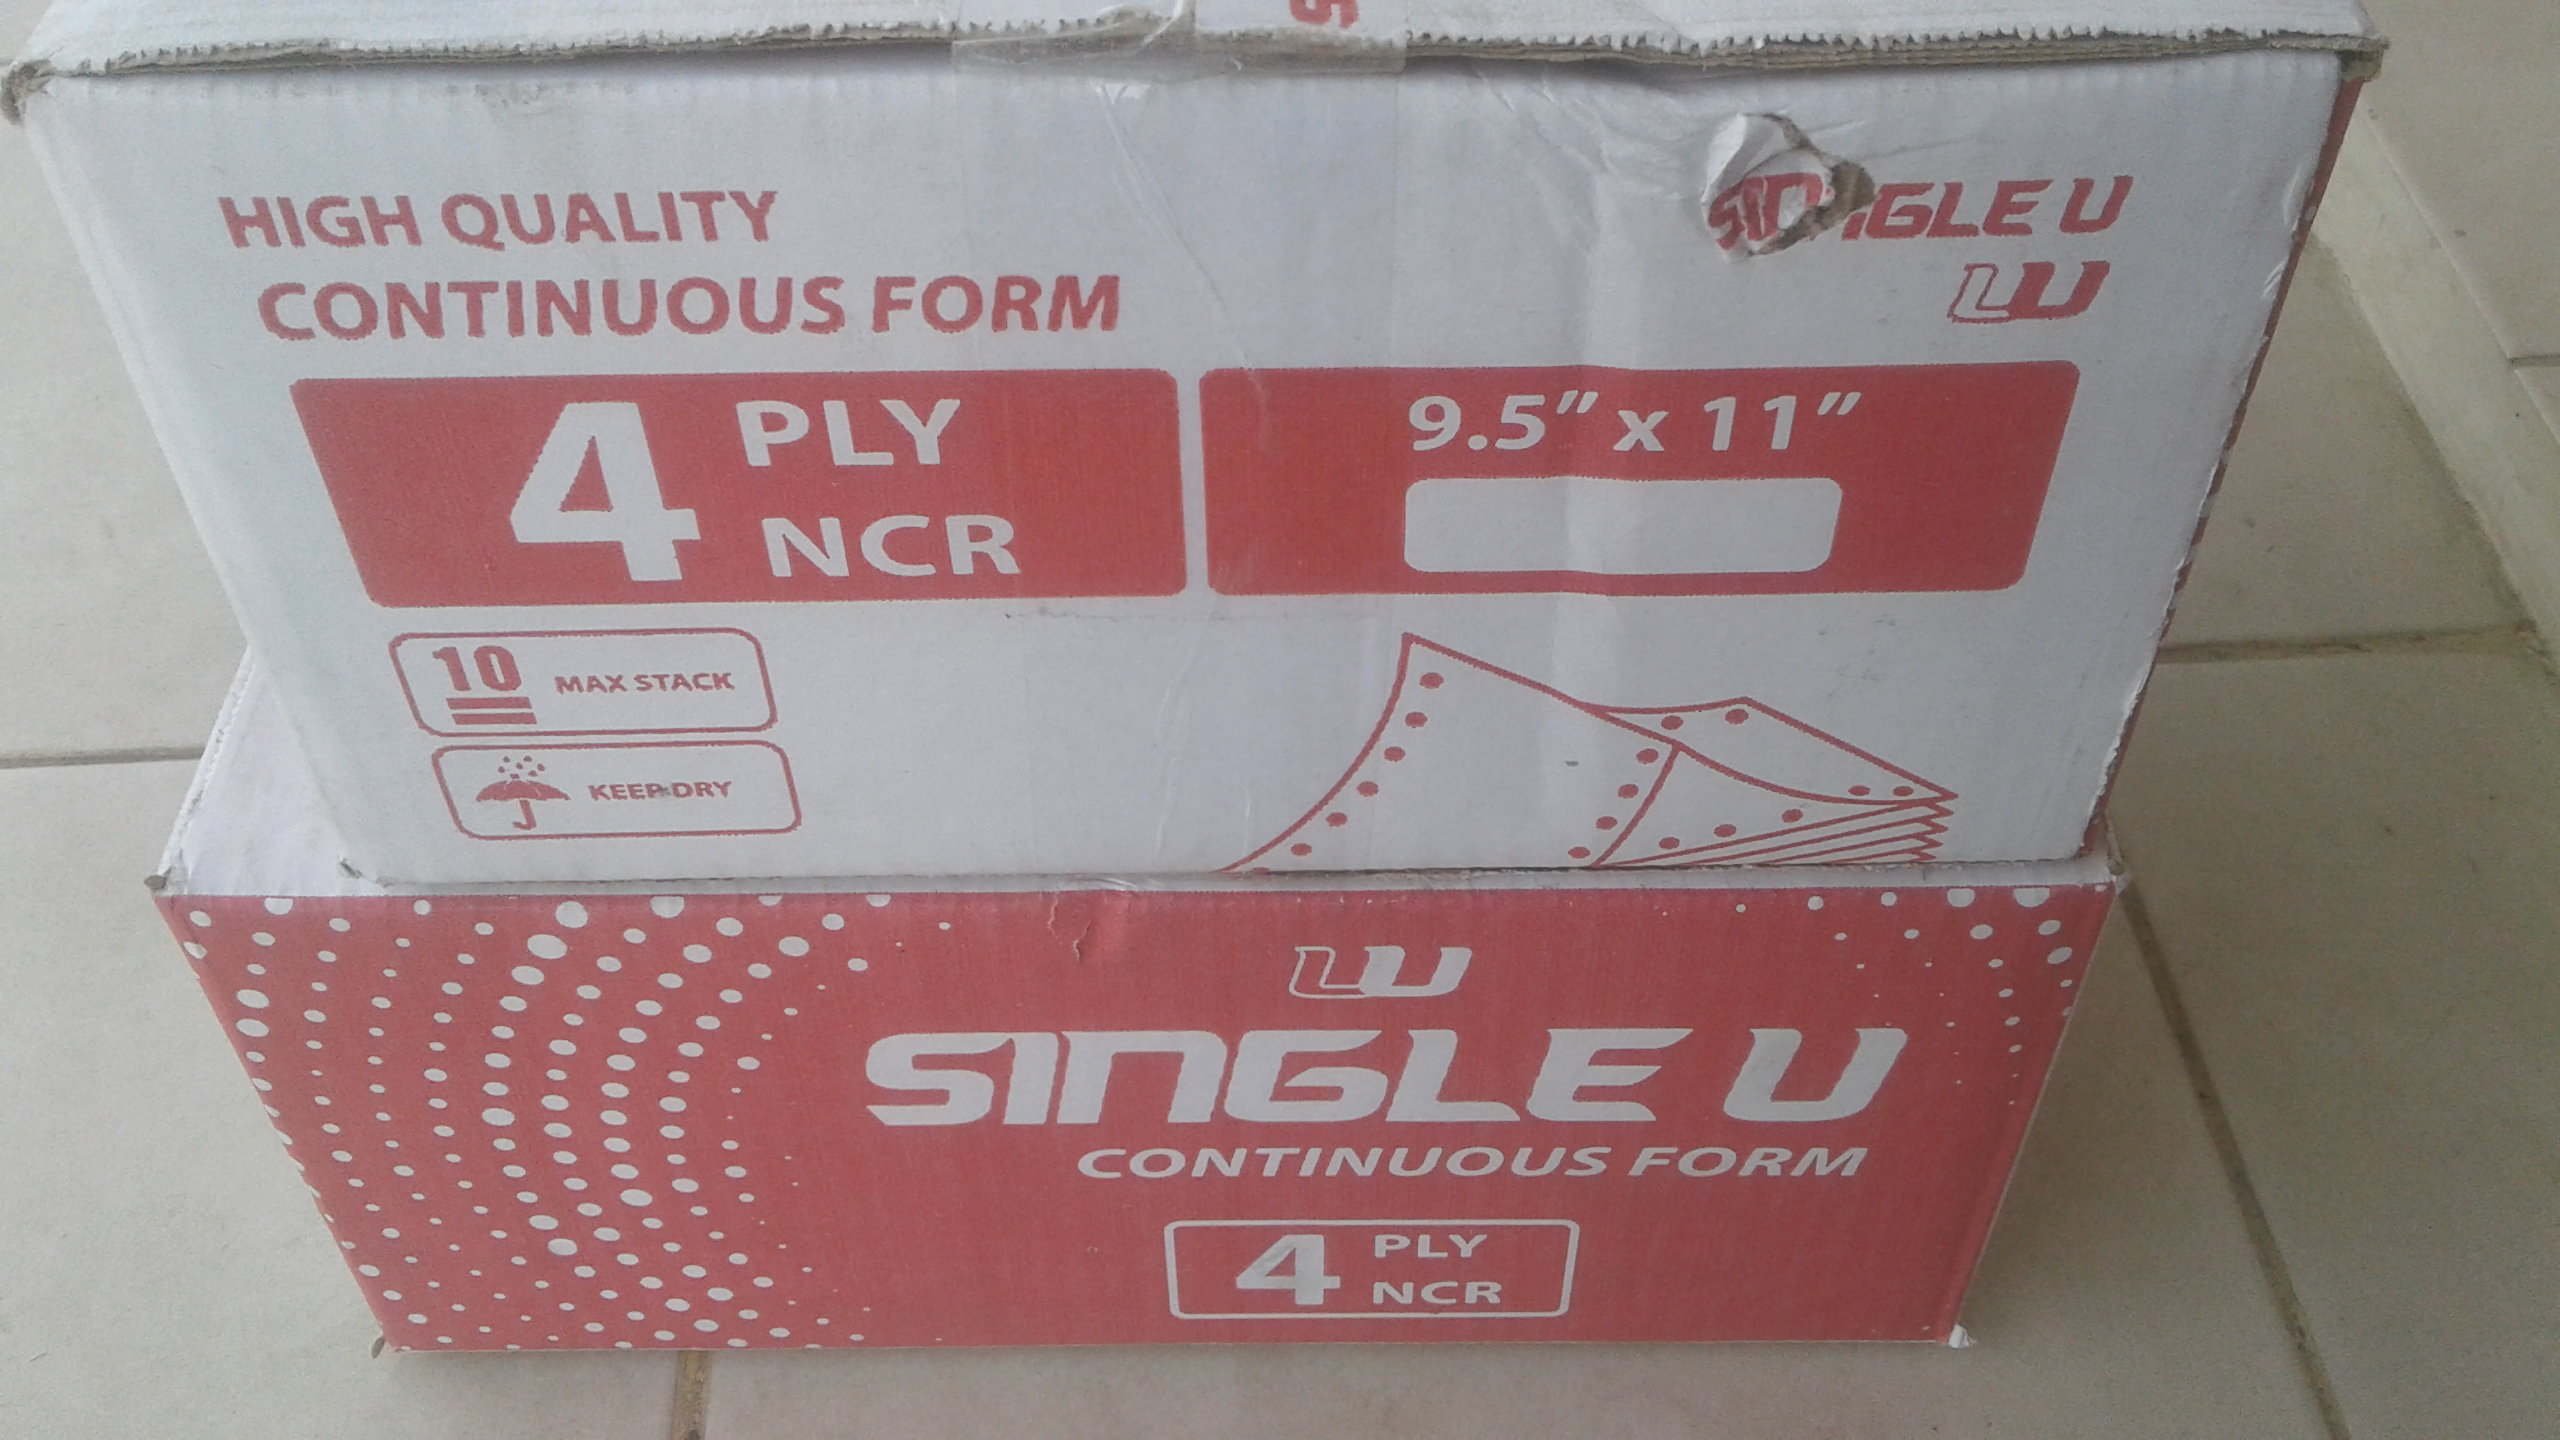 S
HIGH QUALITY
CONTINUOUS FORM
SINGLE U
4 PLY
NCR
9.5” x 11”
10 MAX STACK
KEEP DRY
SINGLE U
CONTINUOUS FORM
4 PLY
NCR